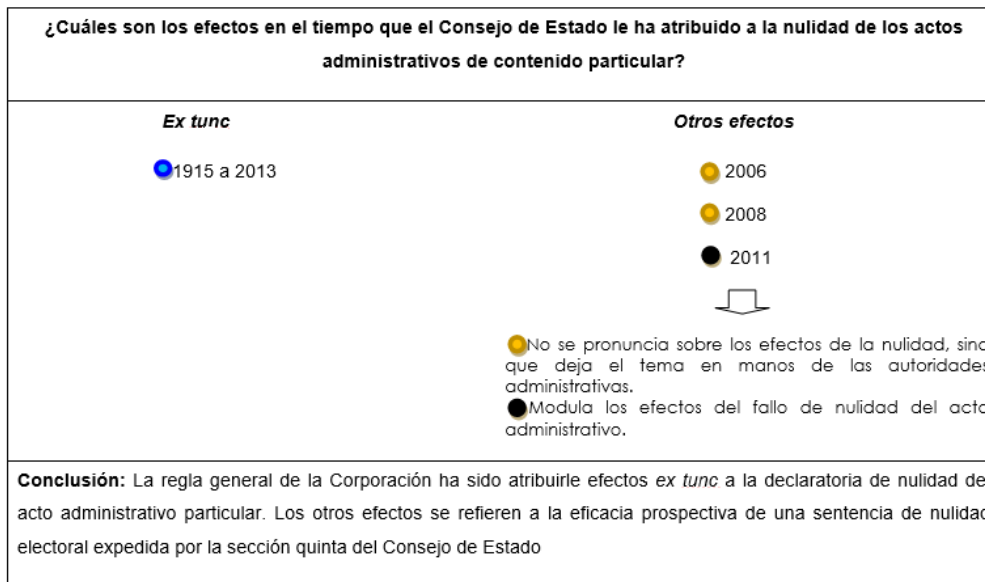 ¿Cuáles son los efectos en el tiempo que el Consejo de Estado le ha atribuido a la nulidad de los actos
administrativos de contenido particular?
Ex tunc
1915 a 2013
Otros efectos
2006
2008
2011
No se pronuncia sobre los efectos de la nulidad, sino
que deja el tema en manos de las autoridades
administrativas.
Modula los efectos del fallo de nulidad del acto
administrativo.
Conclusión: La regla general de la Corporación ha sido atribuirle efectos ex tunc a la declaratoria de nulidad de
acto administrativo particular. Los otros efectos se refieren a la eficacia prospectiva de una sentencia de nulidad
electoral expedida por la sección quinta del Consejo de Estado